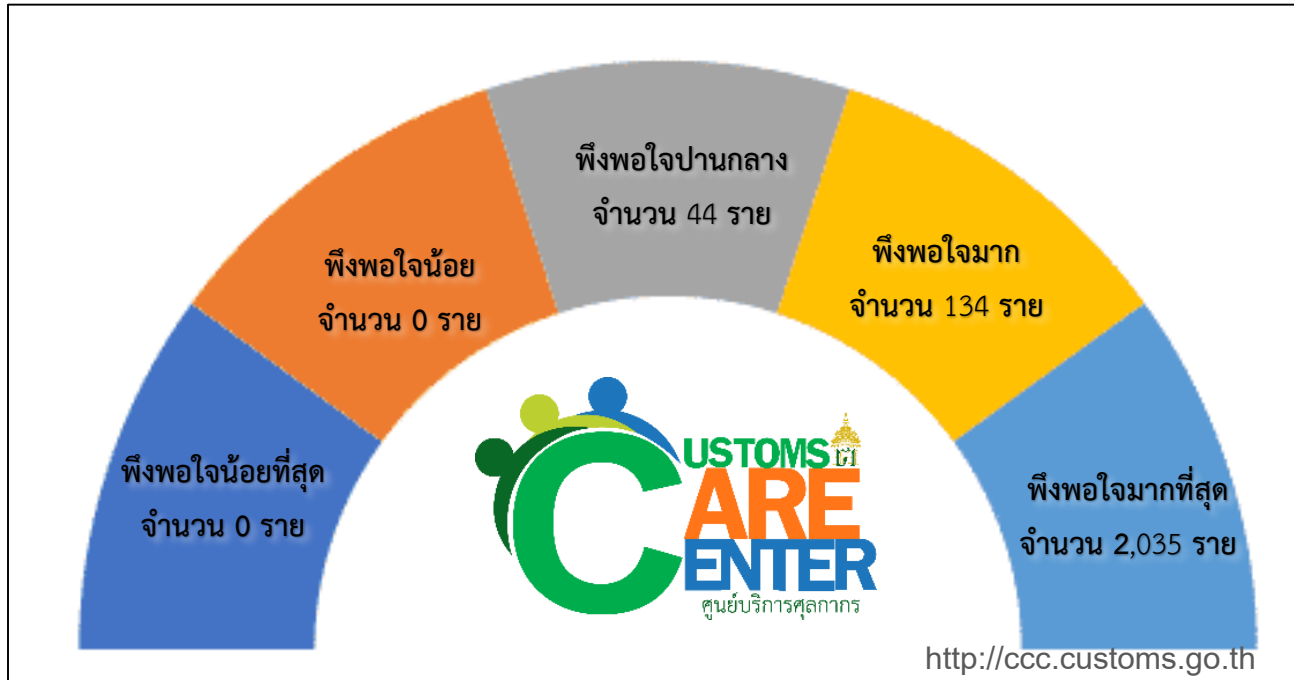 พึงพอใจปานกลาง
จำนวน 44 ราย
พึงพอใจน้อย
จำนวน 0 ราย
พึงพอใจมาก
จำนวน 134 ราย
พึงพอใจน้อยที่สุด
จำนวน 0 ราย
CUSTOMS
CARE
CENTER
ศูนย์บริการศุลกากร
พึงพอใจมากที่สุด
จำนวน 2,035 ราย
http://ccc.customs.go.th